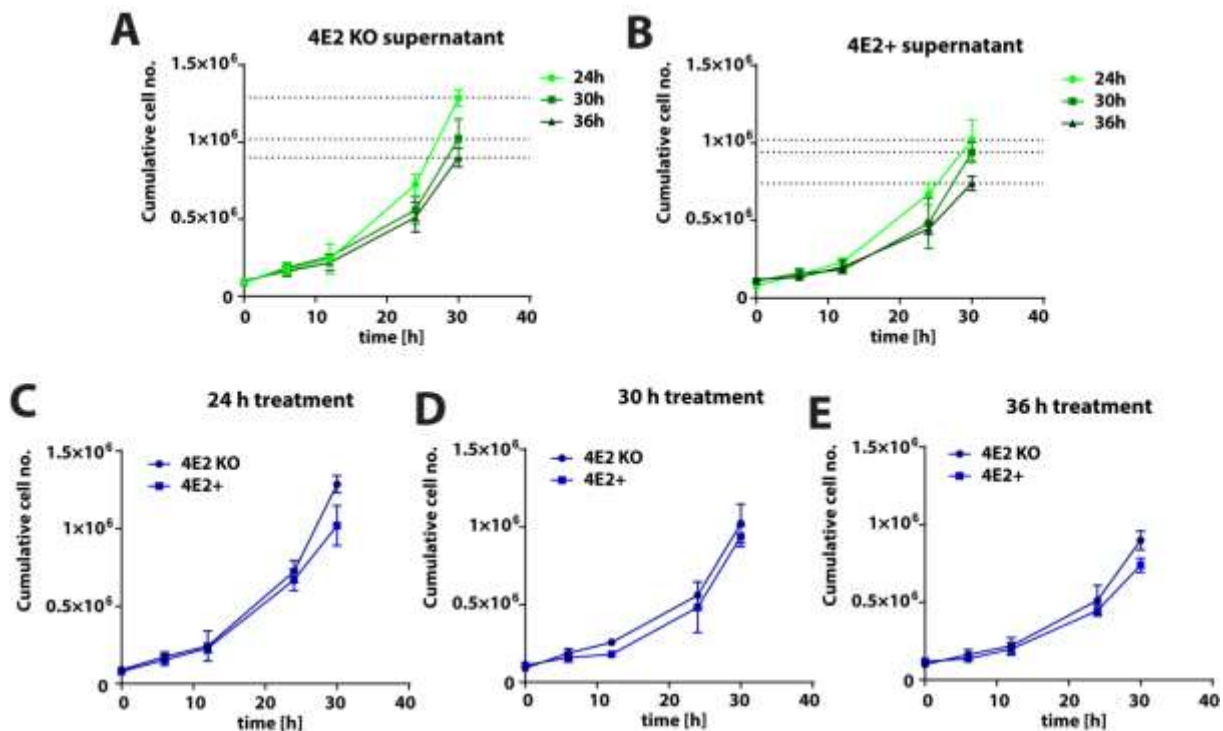 A
4E2 KO supernatant
Cumulative cell no.
1.5×10⁶
1×10⁶
0.5×10⁶
0
0 10 20 30 40
time [h]
24h
30h
36h
B
4E2+ supernatant
Cumulative cell no.
1.5×10⁶
1×10⁶
0.5×10⁶
0
0 10 20 30 40
time [h]
24h
30h
36h
C
24 h treatment
Cumulative cell no.
1.5×10⁶
1×10⁶
0.5×10⁶
0
0 10 20 30 40
time [h]
4E2 KO
4E2+
D
30 h treatment
Cumulative cell no.
1.5×10⁶
1×10⁶
0.5×10⁶
0
0 10 20 30 40
time [h]
4E2 KO
4E2+
E
36 h treatment
Cumulative cell no.
1.5×10⁶
1×10⁶
0.5×10⁶
0
0 10 20 30 40
time [h]
4E2 KO
4E2+